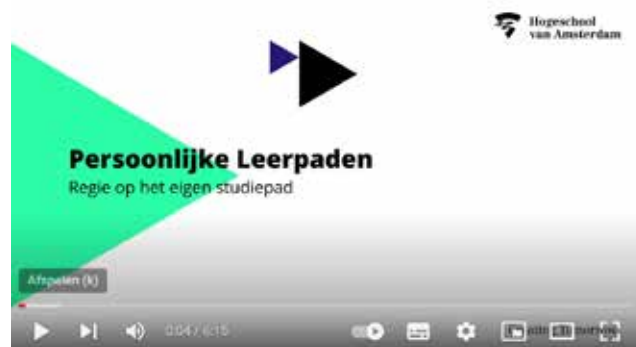 Hogeschool
van Amsterdam
Persoonlijke Leerpaden
Regie op het eigen studiepad
Afspelen (k)
0:04 / 6:15